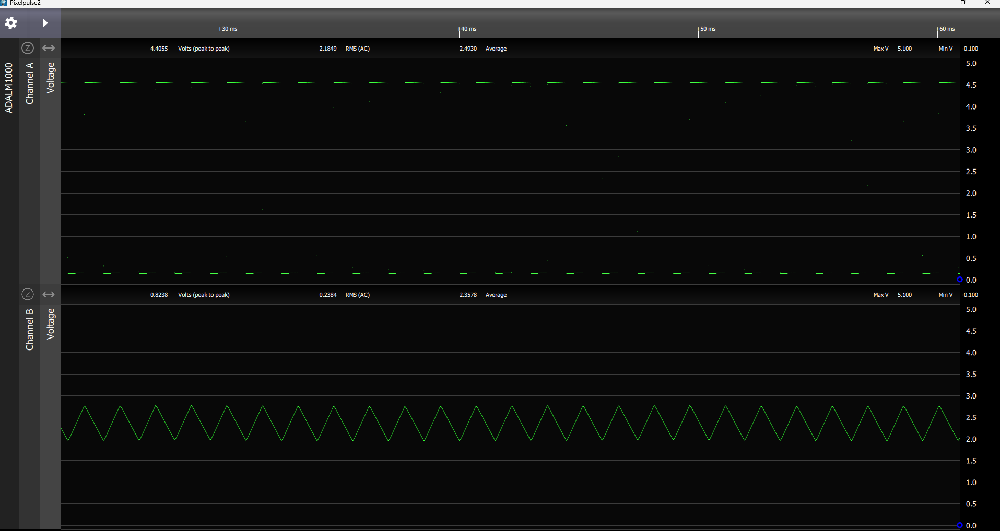 Pixelpulse2
+30 ms +40 ms +50 ms +60 ms
ADALM1000
Z
Channel A
Voltage
4.4055 Volts (peak to peak) 2.1849 RMS (AC) 2.4930 Average Max V 5.100 Min V -0.100
5.0
4.5
4.0
3.5
3.0
2.5
2.0
1.5
1.0
0.5
0.0
Z
Channel B
Voltage
0.8238 Volts (peak to peak) 0.2384 RMS (AC) 2.3578 Average Max V 5.100 Min V -0.100
5.0
4.5
4.0
3.5
3.0
2.5
2.0
1.5
1.0
0.5
0.0